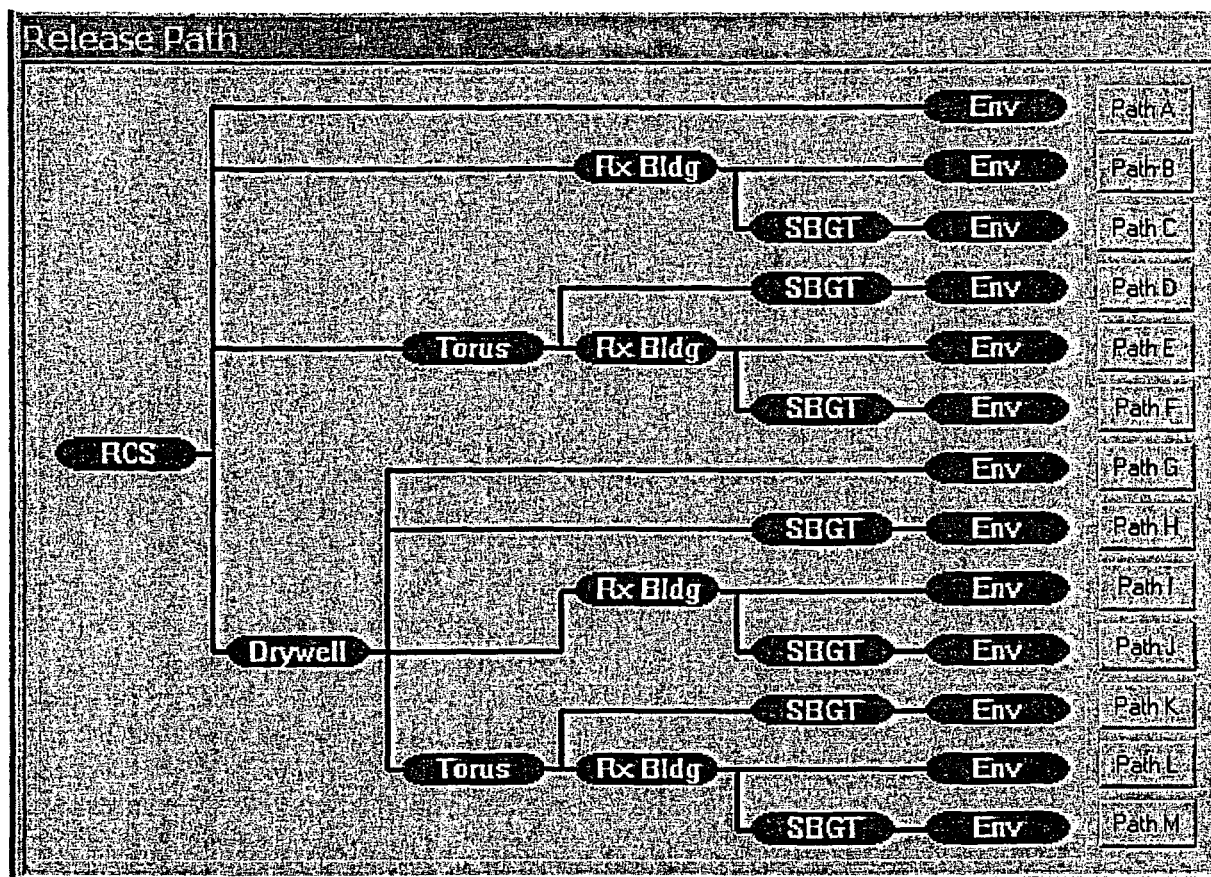 Release Path
Env Path A
Rx Bldg Env Path B
SBGT Env Path C
SBGT Env Path D
Torus Rx Bldg Env Path E
SBGT Env Path F
RCS
Env Path G
SBGT Env Path H
Rx Bldg Env Path I
Drywell SBGT Env Path J
SBGT Env Path K
Torus Rx Bldg Env Path L
SBGT Env Path M